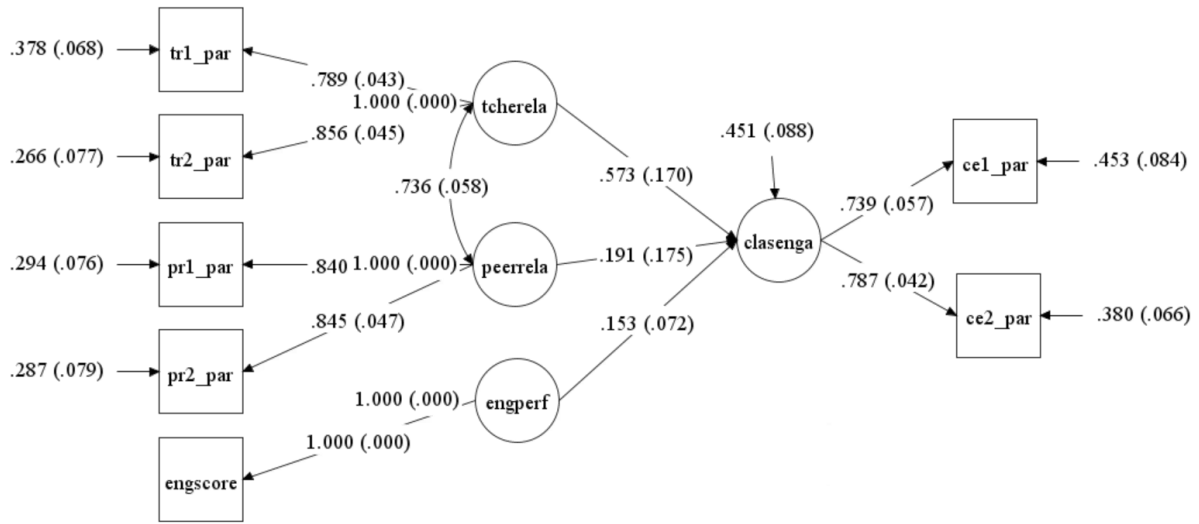 .378 (.068)
tr1_par
.789 (.043)
1.000 (.000)
tcherela
.266 (.077)
tr2_par
.856 (.045)
.736 (.058)
.294 (.076)
pr1_par
.840
1.000 (.000)
peerrela
.287 (.079)
pr2_par
.845 (.047)
1.000 (.000)
engperf
1.000 (.000)
engscore
.573 (.170)
.191 (.175)
.153 (.072)
.451 (.088)
clasenga
.739 (.057)
ce1_par
.453 (.084)
.787 (.042)
ce2_par
.380 (.066)